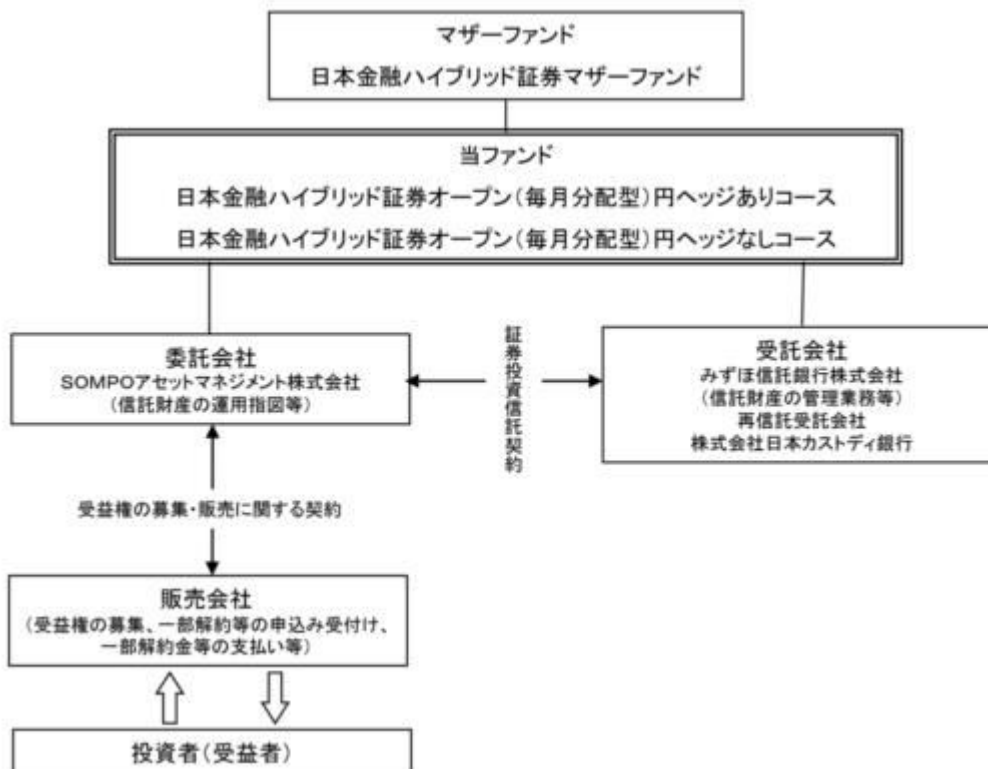 マザーファンド
日本金融ハイブリッド証券マザーファンド
当ファンド
日本金融ハイブリッド証券オープン(毎月分配型)円ヘッジありコース
日本金融ハイブリッド証券オープン(毎月分配型)円ヘッジなしコース
委託会社
SOMPOアセットマネジメント株式会社
(信託財産の運用指図等)
証券投資信託契約
受託会社
みずほ信託銀行株式会社
(信託財産の管理業務等)
再信託受託会社
株式会社日本カストディ銀行
受益権の募集・販売に関する契約
販売会社
(受益権の募集、一部解約等の申込み受付け、
一部解約金等の支払い等)
投資者(受益者)